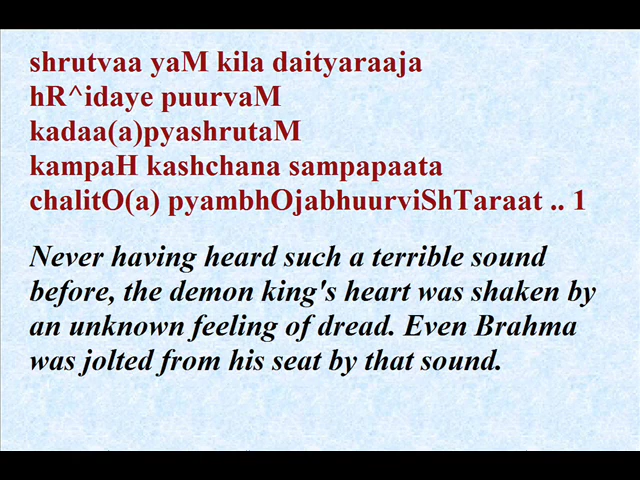 shrutvaa yaM kila daityaraaja
hR^idaye puurvaM
kadaa(a)pyashrutaM
kampaH kashchana sampapaata
chalitO(a) pyambhOjabhuurviShTaraat .. 1
Never having heard such a terrible sound
before, the demon king's heart was shaken by
an unknown feeling of dread. Even Brahma
was jolted from his seat by that sound.